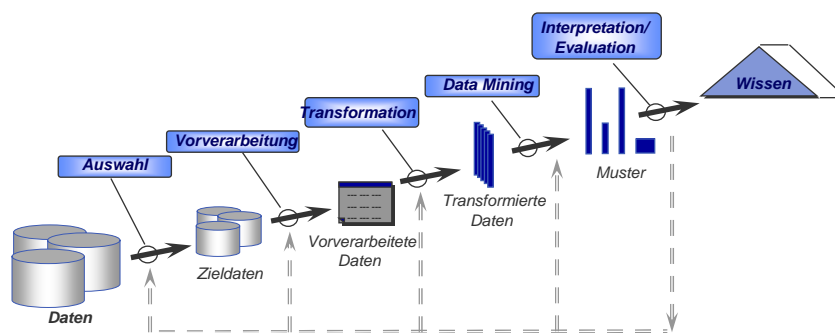 Interpretation/
Evaluation
Wissen
Data Mining
Transformation
Muster
Vorverarbeitung
Transformierte
Daten
Auswahl
Vorverarbeitete
Daten
Zieldaten
Daten